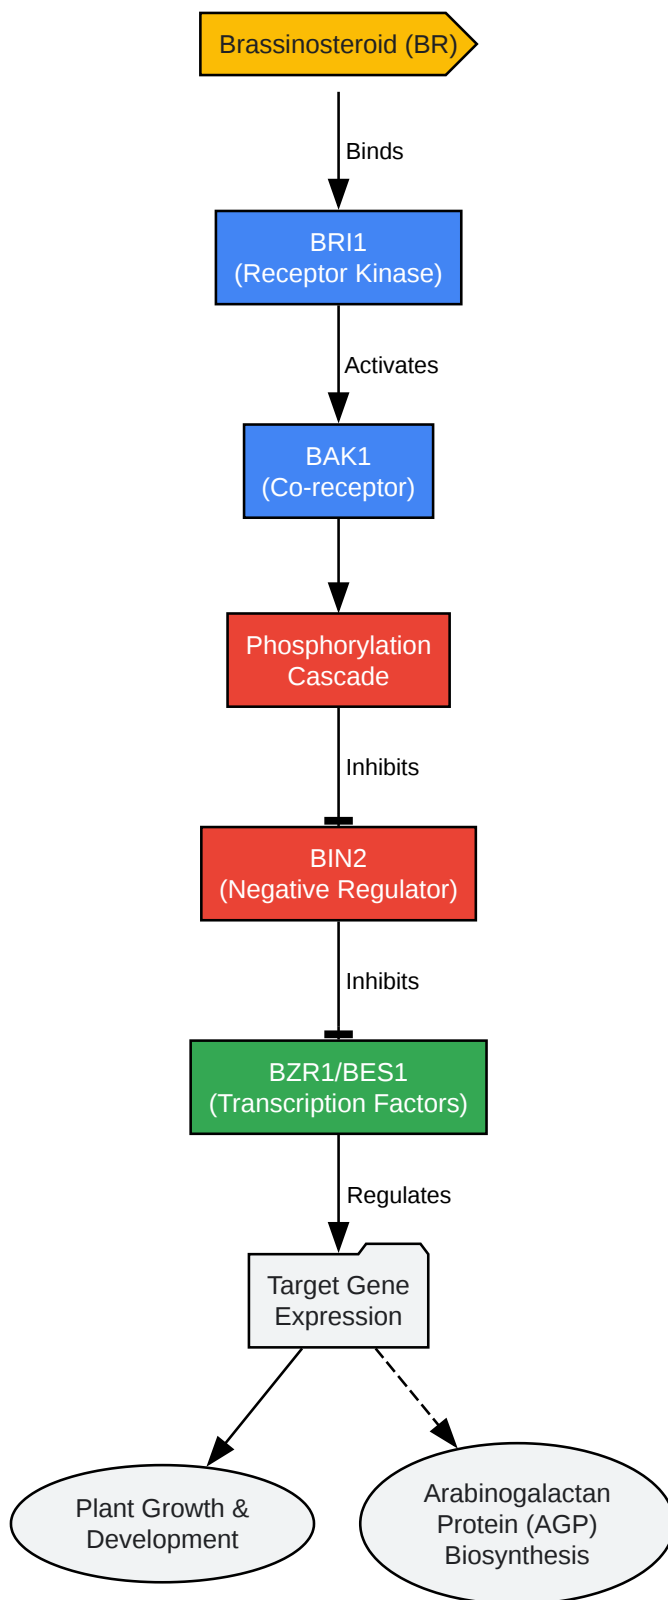 Brassinosteroid (BR)
Binds
BRI1
(Receptor Kinase)
Activates
BAK1
(Co-receptor)
Phosphorylation
Cascade
Inhibits
BIN2
(Negative Regulator)
Inhibits
BZR1/BES1
(Transcription Factors)
Regulates
Target Gene
Expression
Plant Growth &
Development
Arabinogalactan
Protein (AGP)
Biosynthesis